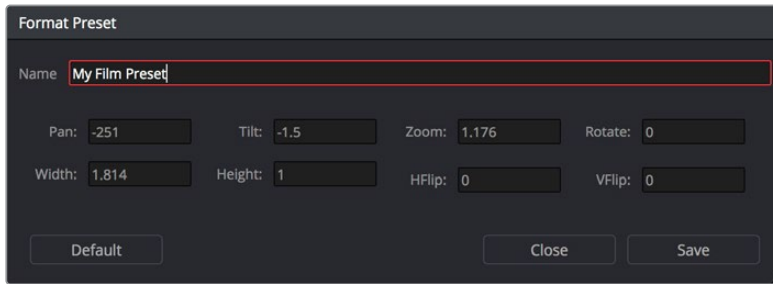 Format Preset
Name My Film Preset
Pan: -251 Tilt: -1.5 Zoom: 1.176 Rotate: 0
Width: 1.814 Height: 1 HFlip: 0 VFlip: 0
Default Close Save